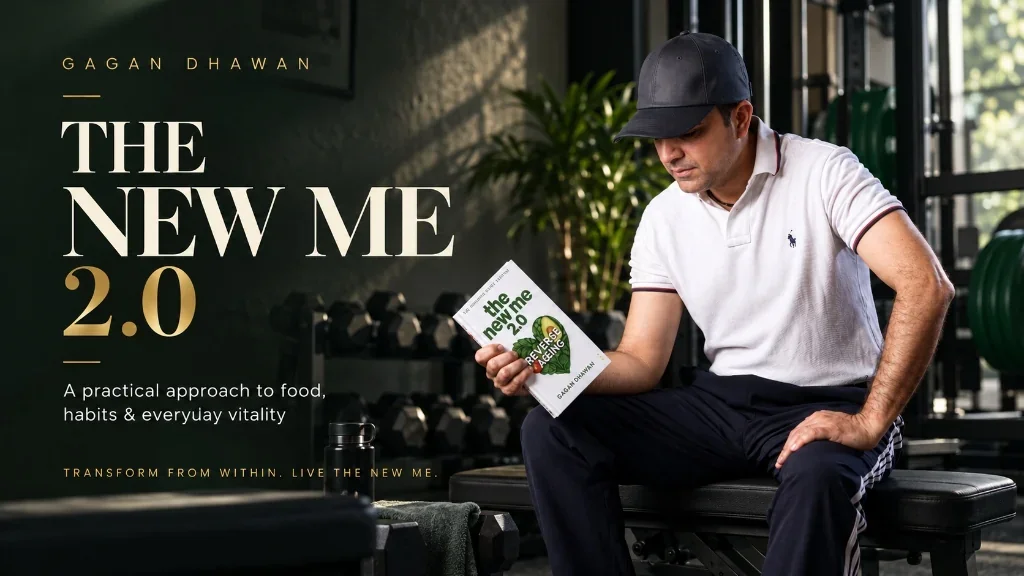 GAGAN DHAWAN
THE
NEW ME
2.0
A practical approach to food,
habits & everyday vitality
TRANSFORM FROM WITHIN. LIVE THE NEW ME.
the
new me
2.0
REVERSE
AGEING
GAGAN DHAWAN